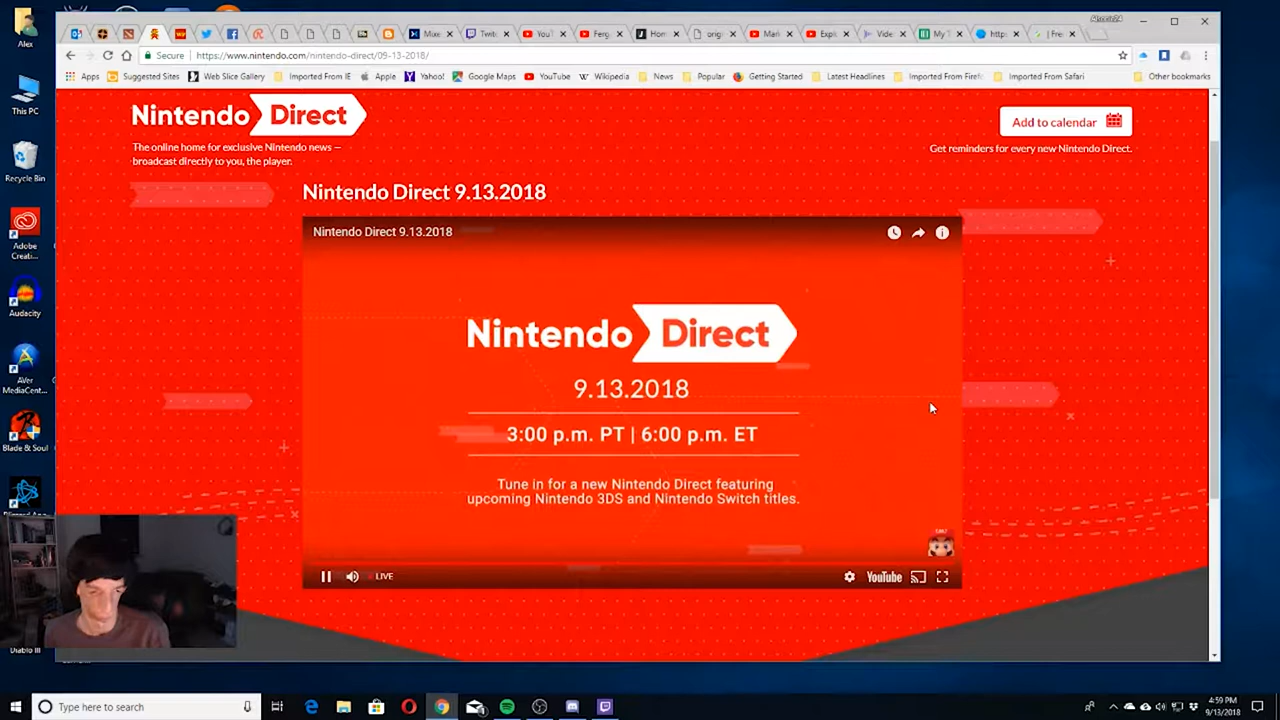 Alex
This PC
Recycle Bin
Adobe
Creati...
Audacity
AVer
MediaCent...
Blade & Soul
Diablo III
Secure
https://www.nintendo.com/nintendo-direct/09-13-2018/
Apps
Suggested Sites
Web Slice Gallery
Imported From IE
Apple
Yahoo!
Google Maps
YouTube
Wikipedia
News
Popular
Getting Started
Latest Headlines
Imported From Firef
Imported From Safari
Other bookmarks
Nintendo Direct
The online home for exclusive Nintendo news —
broadcast directly to you, the player.
Add to calendar
Get reminders for every new Nintendo Direct.
Nintendo Direct 9.13.2018
Nintendo Direct 9.13.2018
Nintendo Direct
9.13.2018
3:00 p.m. PT | 6:00 p.m. ET
Tune in for a new Nintendo Direct featuring
upcoming Nintendo 3DS and Nintendo Switch titles.
LIVE
YouTube
Type here to search
4:59 PM
9/13/2018